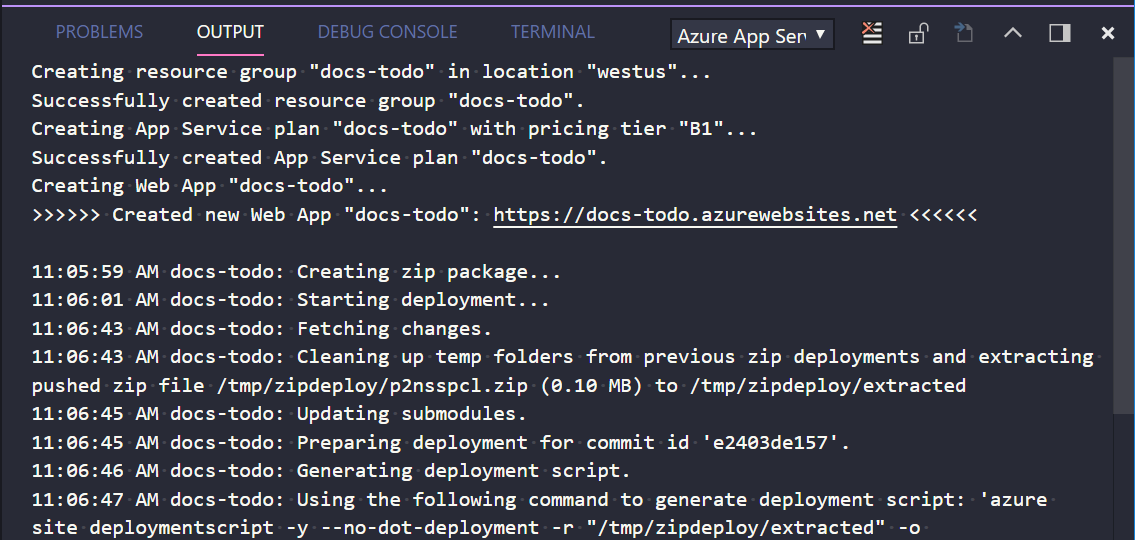 PROBLEMS OUTPUT DEBUG CONSOLE TERMINAL Azure App Ser
Creating resource group "docs-todo" in location "westus"...
Successfully created resource group "docs-todo".
Creating App Service plan "docs-todo" with pricing tier "B1"...
Successfully created App Service plan "docs-todo".
Creating Web App "docs-todo"...
>>>>>> Created new Web App "docs-todo": https://docs-todo.azurewebsites.net <<<<<<
11:05:59 AM docs-todo: Creating zip package...
11:06:01 AM docs-todo: Starting deployment...
11:06:43 AM docs-todo: Fetching changes.
11:06:43 AM docs-todo: Cleaning up temp folders from previous zip deployments and extracting
pushed zip file /tmp/zipdeploy/p2nsspcl.zip (0.10 MB) to /tmp/zipdeploy/extracted
11:06:45 AM docs-todo: Updating submodules.
11:06:45 AM docs-todo: Preparing deployment for commit id 'e2403de157'.
11:06:46 AM docs-todo: Generating deployment script.
11:06:47 AM docs-todo: Using the following command to generate deployment script: 'azure
site deploymentscript -y --no-dot-deployment -r "/tmp/zipdeploy/extracted" -o